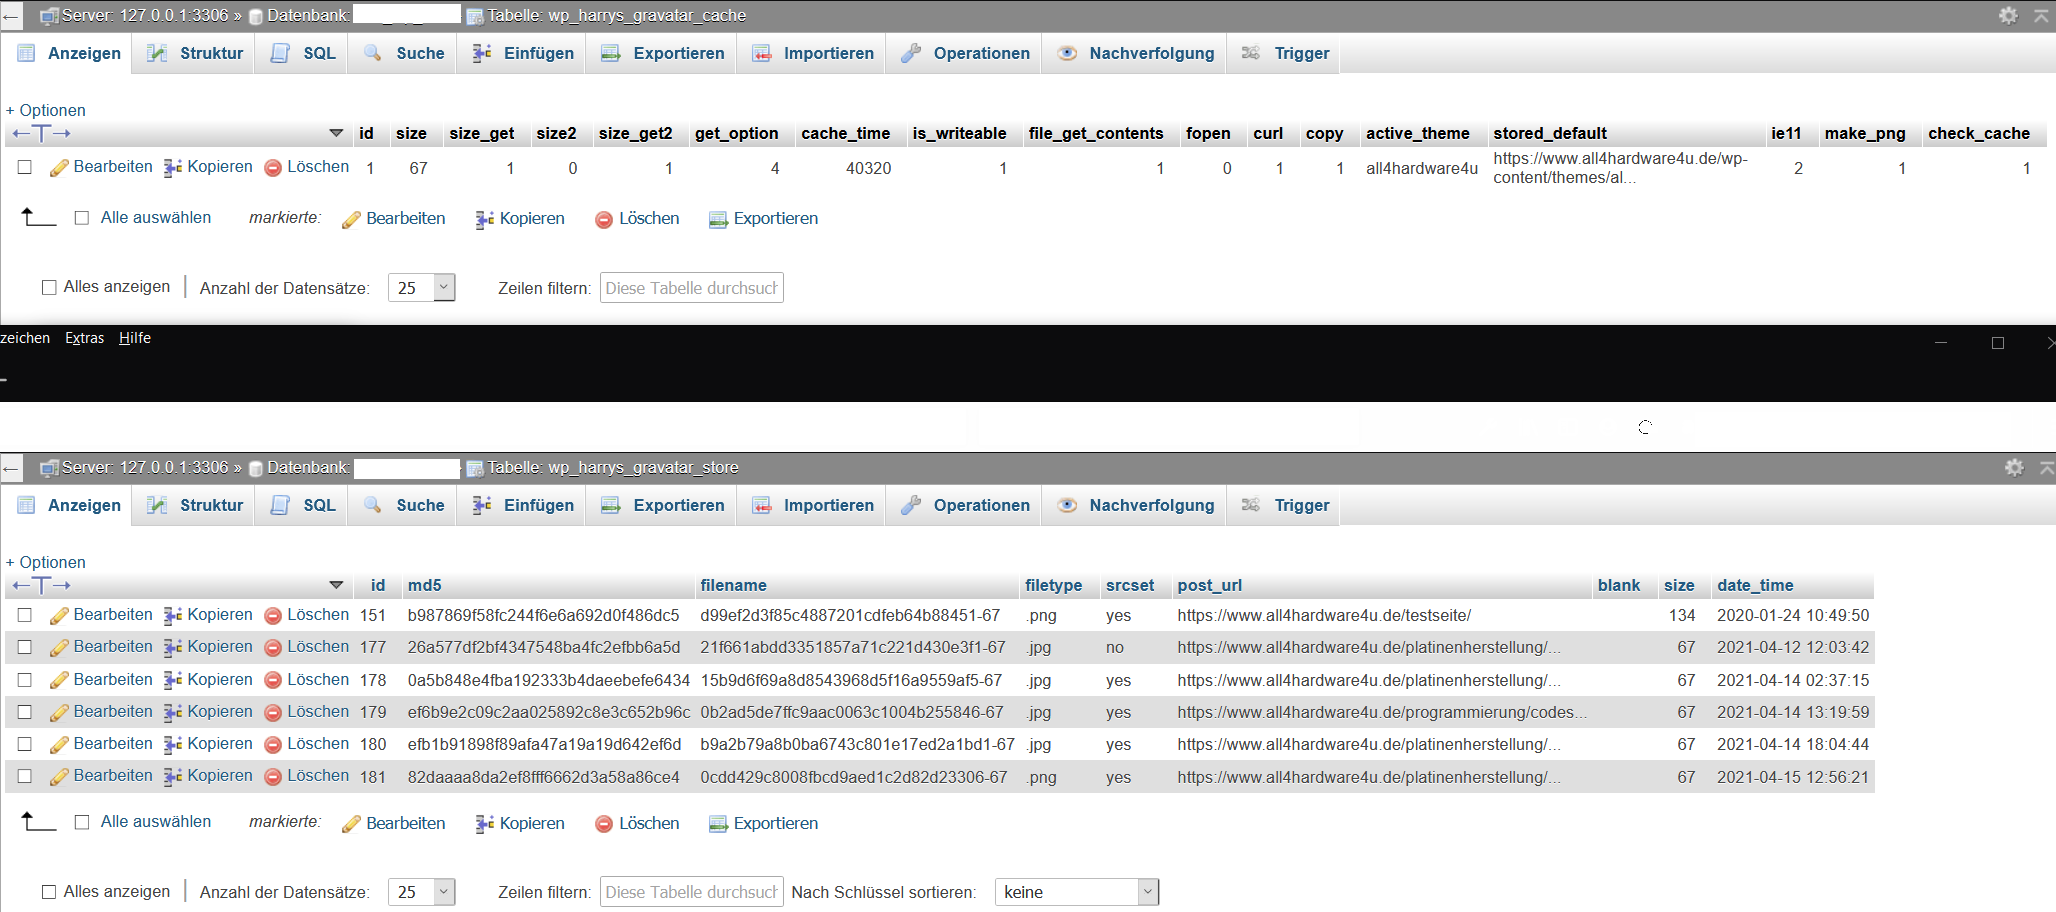 Server: 127.0.0.1:3306 » Datenbank: Tabelle: wp_harrys_gravatar_cache
Anzeigen Struktur SQL Suche Einfügen Exportieren Importieren Operationen Nachverfolgung Trigger
+ Optionen
←T→ id size size_get size2 size_get2 get_option cache_time is_writeable file_get_contents fopen curl copy active_theme stored_default ie11 make_png check_cache
Bearbeiten Kopieren Löschen 1 67 1 0 1 4 40320 1 1 0 1 1 all4hardware4u https://www.all4hardware4u.de/wp- 2 1 1
content/themes/al...
Alle auswählen markierte: Bearbeiten Kopieren Löschen Exportieren
Alles anzeigen Anzahl der Datensätze: 25 Zeilen filtern: Diese Tabelle durchsuch
zeichen Extras Hilfe
Server: 127.0.0.1:3306 » Datenbank: Tabelle: wp_harrys_gravatar_store
Anzeigen Struktur SQL Suche Einfügen Exportieren Importieren Operationen Nachverfolgung Trigger
+ Optionen
←T→ id md5 filename filetype srcset post_url blank size date_time
Bearbeiten Kopieren Löschen 151 b987869f58fc244f6e6a692d0f486dc5 d99ef2d3f85c4887201cdfeb64b88451-67 .png yes https://www.all4hardware4u.de/testseite/ 134 2020-01-24 10:49:50
Bearbeiten Kopieren Löschen 177 26a577df2bf4347548ba4fc2efbb6a5d 21f661abdd3351857a71c221d430e3f1-67 .jpg no https://www.all4hardware4u.de/platinenherstellung/... 67 2021-04-12 12:03:42
Bearbeiten Kopieren Löschen 178 0a5b848e4fba192333b4daeebefe6434 15b9d6f69a8d8543968d5f16a9559af5-67 .jpg yes https://www.all4hardware4u.de/platinenherstellung/... 67 2021-04-14 02:37:15
Bearbeiten Kopieren Löschen 179 ef6b9e2c09c2aa025892c8e3c652b96c 0b2ad5de7ffc9aac0063c1004b255846-67 .jpg yes https://www.all4hardware4u.de/programmierung/codes... 67 2021-04-14 13:19:59
Bearbeiten Kopieren Löschen 180 efb1b91898f89afa47a19a19d642ef6d b9a2b79a8b0ba6743c801e17ed2a1bd1-67 .jpg yes https://www.all4hardware4u.de/platinenherstellung/... 67 2021-04-14 18:04:44
Bearbeiten Kopieren Löschen 181 82daaaa8da2ef8fff6662d3a58a86ce4 0cdd429c8008fbcd9aed1c2d82d23306-67 .png yes https://www.all4hardware4u.de/platinenherstellung/... 67 2021-04-15 12:56:21
Alle auswählen markierte: Bearbeiten Kopieren Löschen Exportieren
Alles anzeigen Anzahl der Datensätze: 25 Zeilen filtern: Diese Tabelle durchsuch Nach Schlüssel sortieren: keine